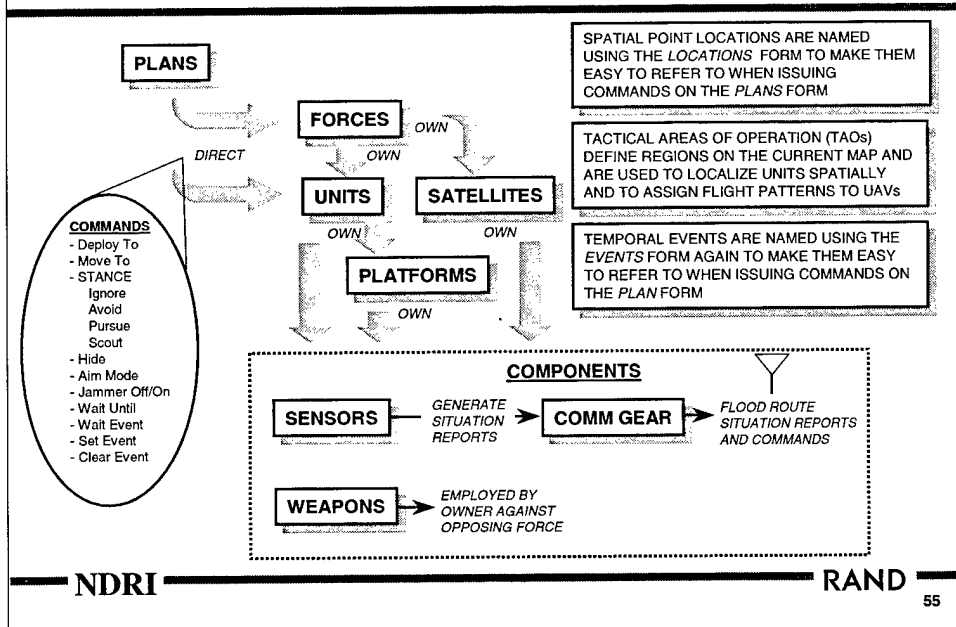 PLANS
FORCES
OWN
OWN
DIRECT
UNITS
SATELLITES
OWN
OWN
PLATFORMS
OWN
COMMANDS
- Deploy To
- Move To
- STANCE
Ignore
Avoid
Pursue
Scout
- Hide
- Aim Mode
- Jammer Off/On
- Wait Until
- Wait Event
- Set Event
- Clear Event
SPATIAL POINT LOCATIONS ARE NAMED
USING THE LOCATIONS FORM TO MAKE THEM
EASY TO REFER TO WHEN ISSUING
COMMANDS ON THE PLANS FORM
TACTICAL AREAS OF OPERATION (TAOs)
DEFINE REGIONS ON THE CURRENT MAP AND
ARE USED TO LOCALIZE UNITS SPATIALLY
AND TO ASSIGN FLIGHT PATTERNS TO UAVs
TEMPORAL EVENTS ARE NAMED USING THE
EVENTS FORM AGAIN TO MAKE THEM EASY
TO REFER TO WHEN ISSUING COMMANDS ON
THE PLAN FORM
COMPONENTS
SENSORS
GENERATE
SITUATION
REPORTS
COMM GEAR
FLOOD ROUTE
SITUATION REPORTS
AND COMMANDS
WEAPONS
EMPLOYED BY
OWNER AGAINST
OPPOSING FORCE
NDRI
RAND
55